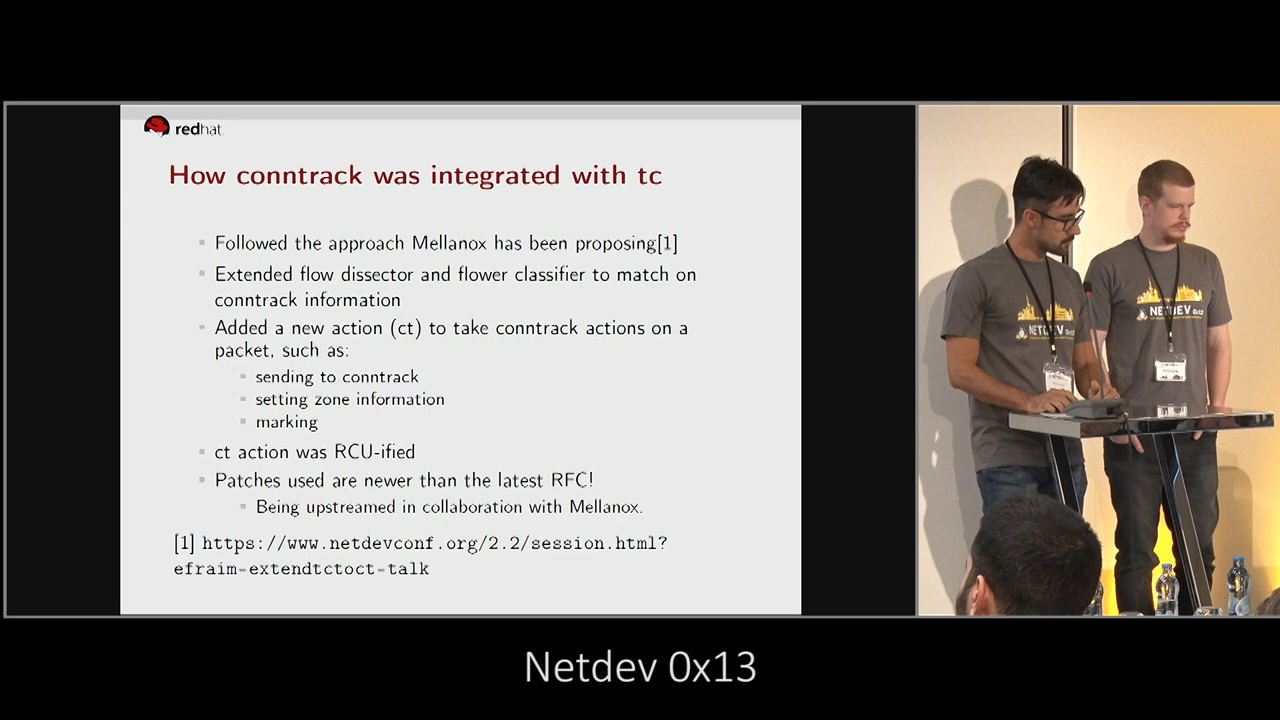 redhat
How conntrack was integrated with tc
Followed the approach Mellanox has been proposing[1]
Extended flow dissector and flower classifier to match on
conntrack information
Added a new action (ct) to take conntrack actions on a
packet, such as:
sending to conntrack
setting zone information
marking
ct action was RCU-ified
Patches used are newer than the latest RFC!
Being upstreamed in collaboration with Mellanox.
[1] https://www.netdevconf.org/2.2/session.html?
efraim-extendtctoct-talk
NETDEV 0x13
NETDEV 0x13
Netdev 0x13